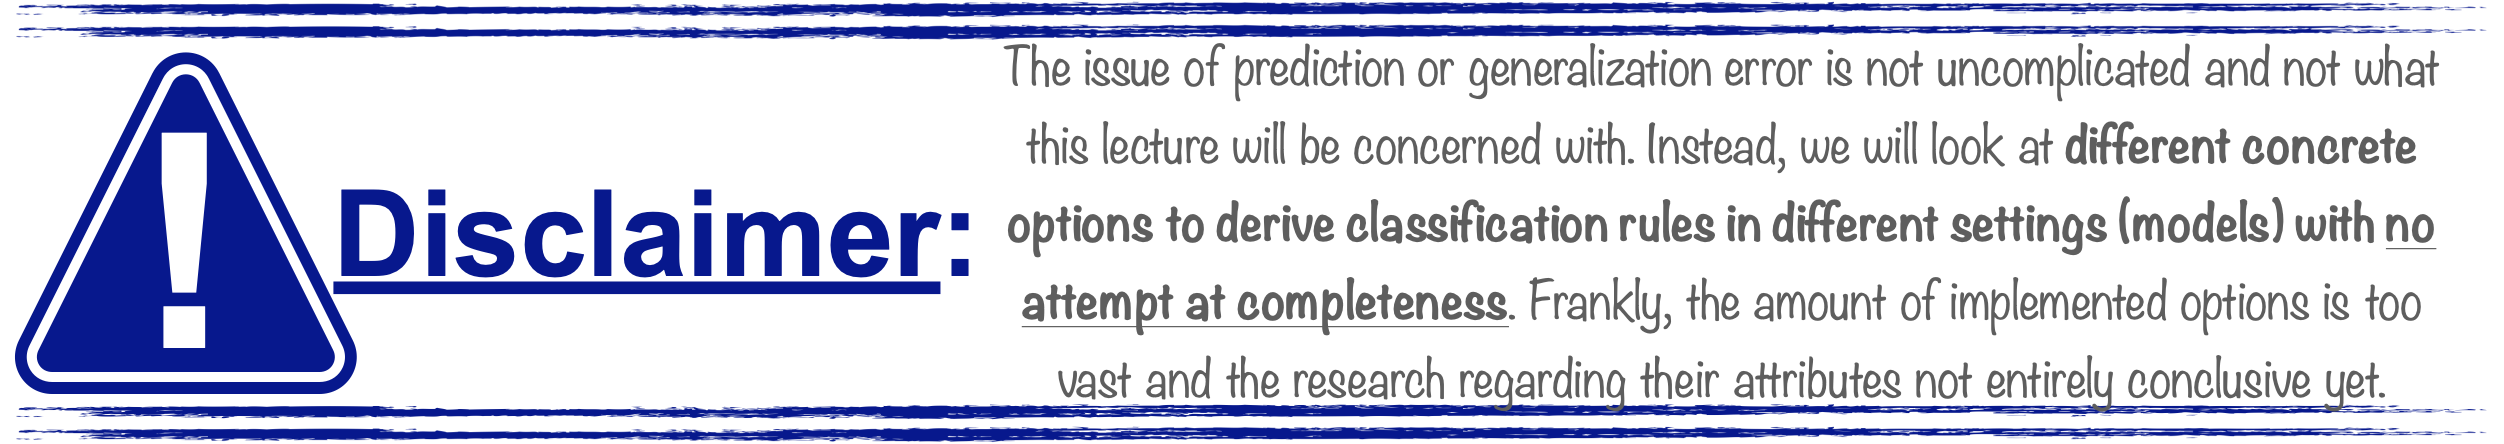 Disclaimer:
The issue of prediction or generalization error is not uncomplicated and not what
this lecture will be concerned with. Instead, we will look at different concrete
options to derive classification rules in different settings (models) with no
attempt at completeness. Frankly, the amount of implemented options is too
vast and the research regarding their attributes not entirely conclusive yet.